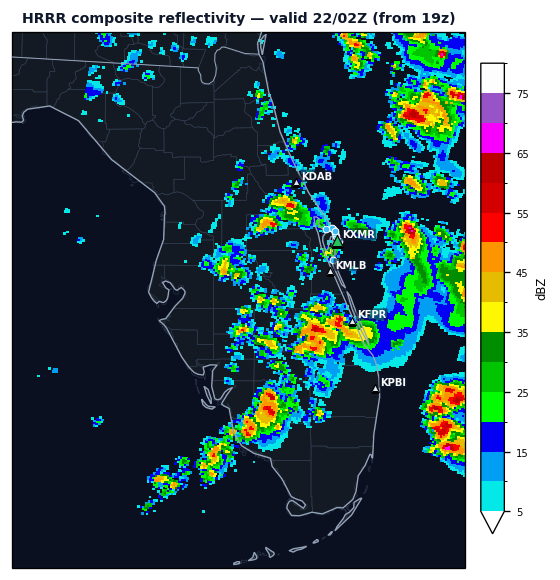 HRRR composite reflectivity — valid 22/02Z (from 19z)
KDAB
KXMR
KMLB
KFPR
KPBI
75
65
55
45
35
25
15
5
dBZ